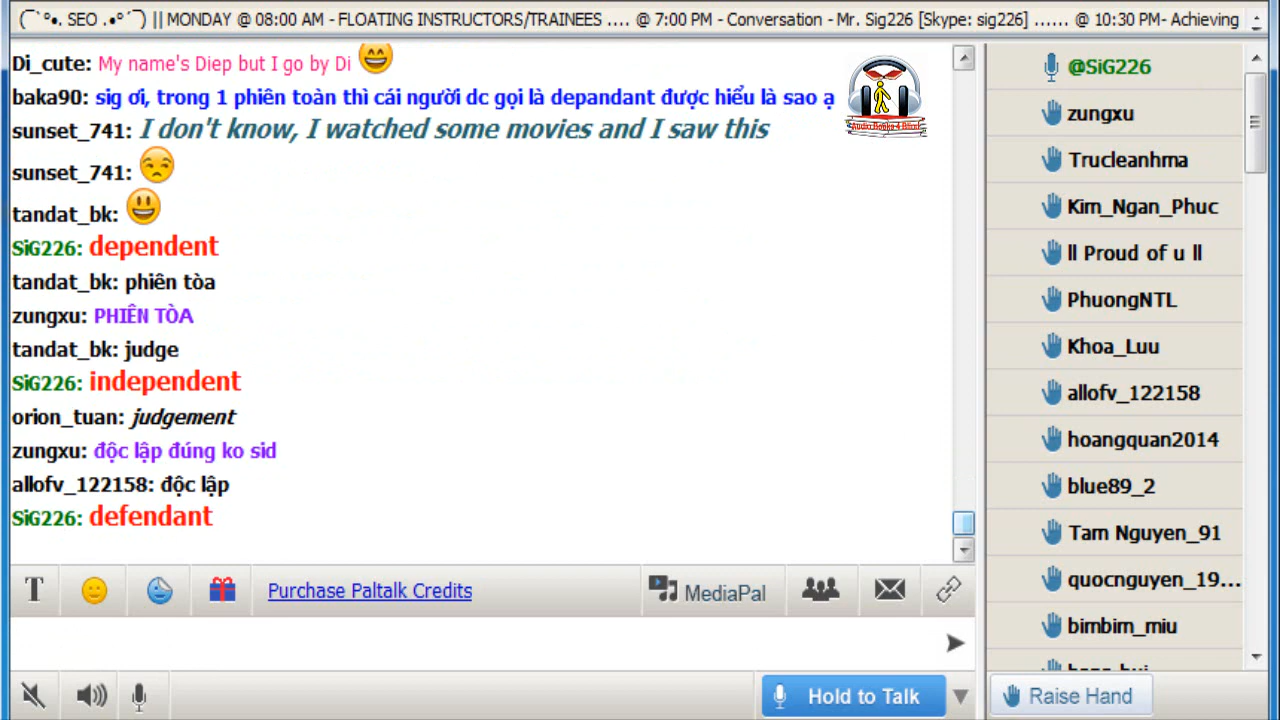 (¯`°•. SEO .•°´¯) || MONDAY @ 08:00 AM - FLOATING INSTRUCTORS/TRAINEES .... @ 7:00 PM - Conversation - Mr. Sig226 [Skype: sig226] ...... @ 10:30 PM- Achieving
Di_cute: My name's Diep but I go by Di
baka90: sig ơi, trong 1 phiên toàn thì cái người dc gọi là depandant được hiểu là sao ạ
sunset_741: I don't know, I watched some movies and I saw this
sunset_741:
tandat_bk:
SiG226: dependent
tandat_bk: phiên tòa
zungxu: PHIÊN TÒA
tandat_bk: judge
SiG226: independent
orion_tuan: judgement
zungxu: độc lập đúng ko sid
allofv_122158: độc lập
SiG226: defendant
Audio Books 4 Blind
@SiG226
zungxu
Trucleanhma
Kim_Ngan_Phuc
ll Proud of u ll
PhuongNTL
Khoa_Luu
allofv_122158
hoangquan2014
blue89_2
Tam Nguyen_91
quocnguyen_19...
bimbim_miu
T
Purchase Paltalk Credits
MediaPal
Hold to Talk
Raise Hand